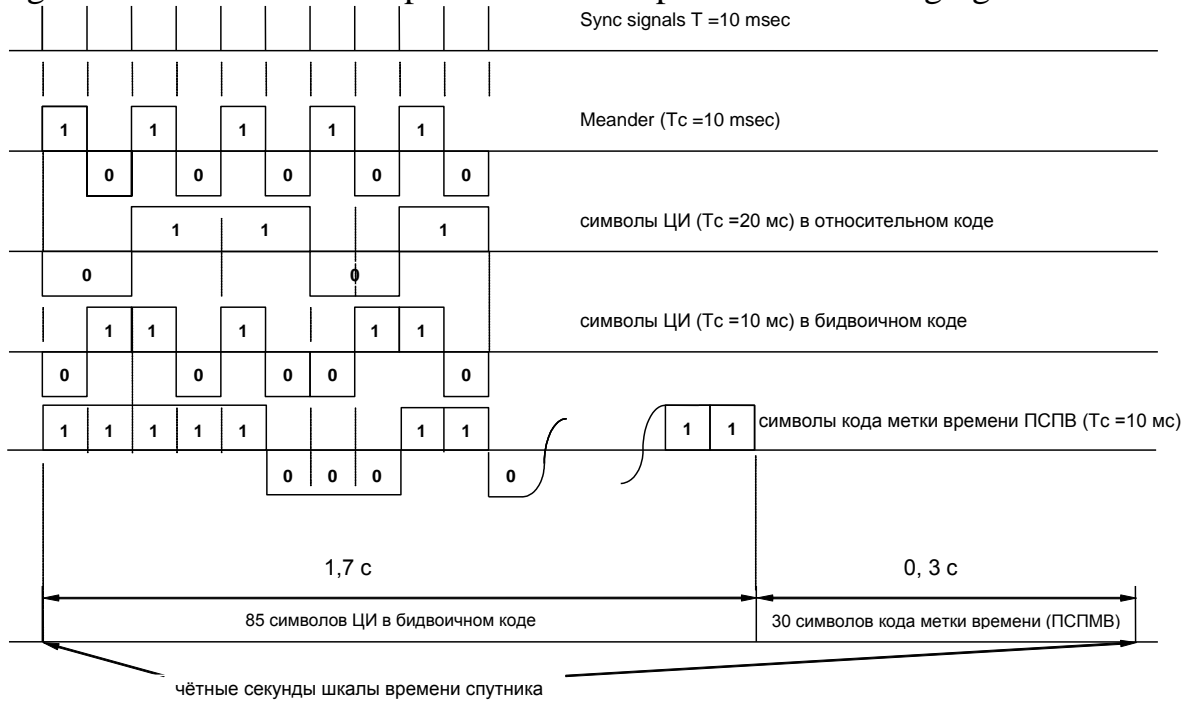 Sync signals T =10 msec
Meander (Tc =10 msec)
1 1 1 1 1
0 0 0 0 0
символы ЦИ (Тс =20 мс) в относительном коде
1 1 1
0 0
символы ЦИ (Тс =10 мс) в бидвоичном коде
1 1 1 1 1
0 0 0 0 0
символы кода метки времени ПСПВ (Тс =10 мс)
1 1 1 1 1 1 1 1 1
0 0 0 0
1,7 с 0, 3 с
85 символов ЦИ в бидвоичном коде 30 символов кода метки времени (ПСПМВ)
чётные секунды шкалы времени спутника